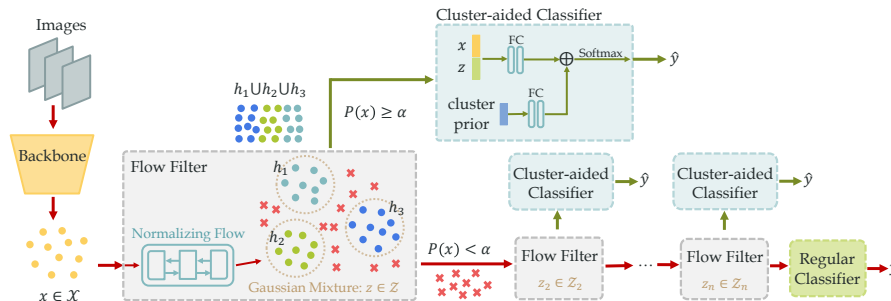 Images
Backbone
x ∈ X
Flow Filter
Normalizing Flow
h₁
h₂
h₃
Gaussian Mixture: z ∈ Z
h₁⋃h₂⋃h₃
P(x) ≥ α
Cluster-aided Classifier
x
z
FC
Softmax
ŷ
cluster
prior
FC
P(x) < α
Cluster-aided
Classifier
ŷ
Flow Filter
z₂ ∈ Z₂
...
Cluster-aided
Classifier
ŷ
Flow Filter
zₙ ∈ Zₙ
Regular
Classifier